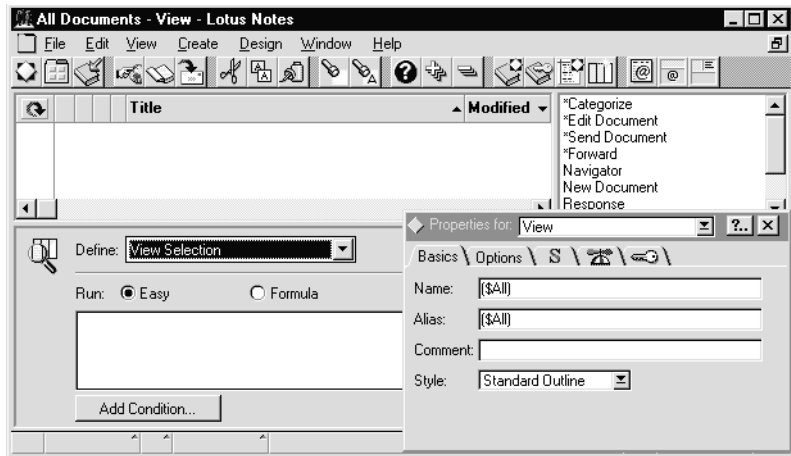 All Documents - View - Lotus Notes
File Edit View Create Design Window Help
Title Modified
*Categorize
*Edit Document
*Send Document
*Forward
Navigator
New Document
Response
Define: View Selection
Run: Easy Formula
Add Condition...
Properties for: View ?..
Basics Options S
Name: ($All)
Alias: ($All)
Comment:
Style: Standard Outline